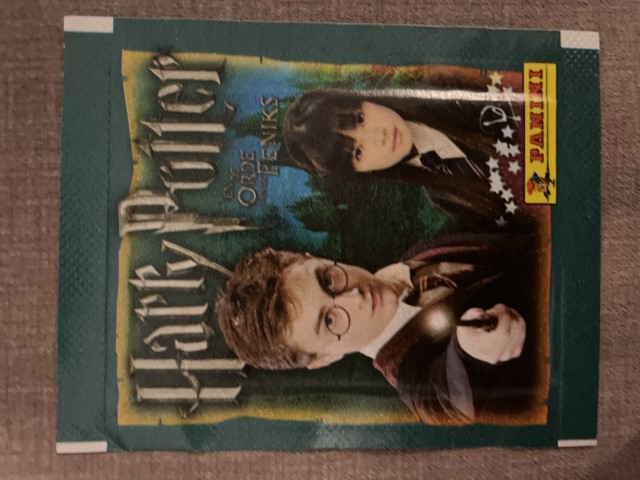 Harry Potter
EN DE
ORDE
VAN DE FENIKS
PANINI